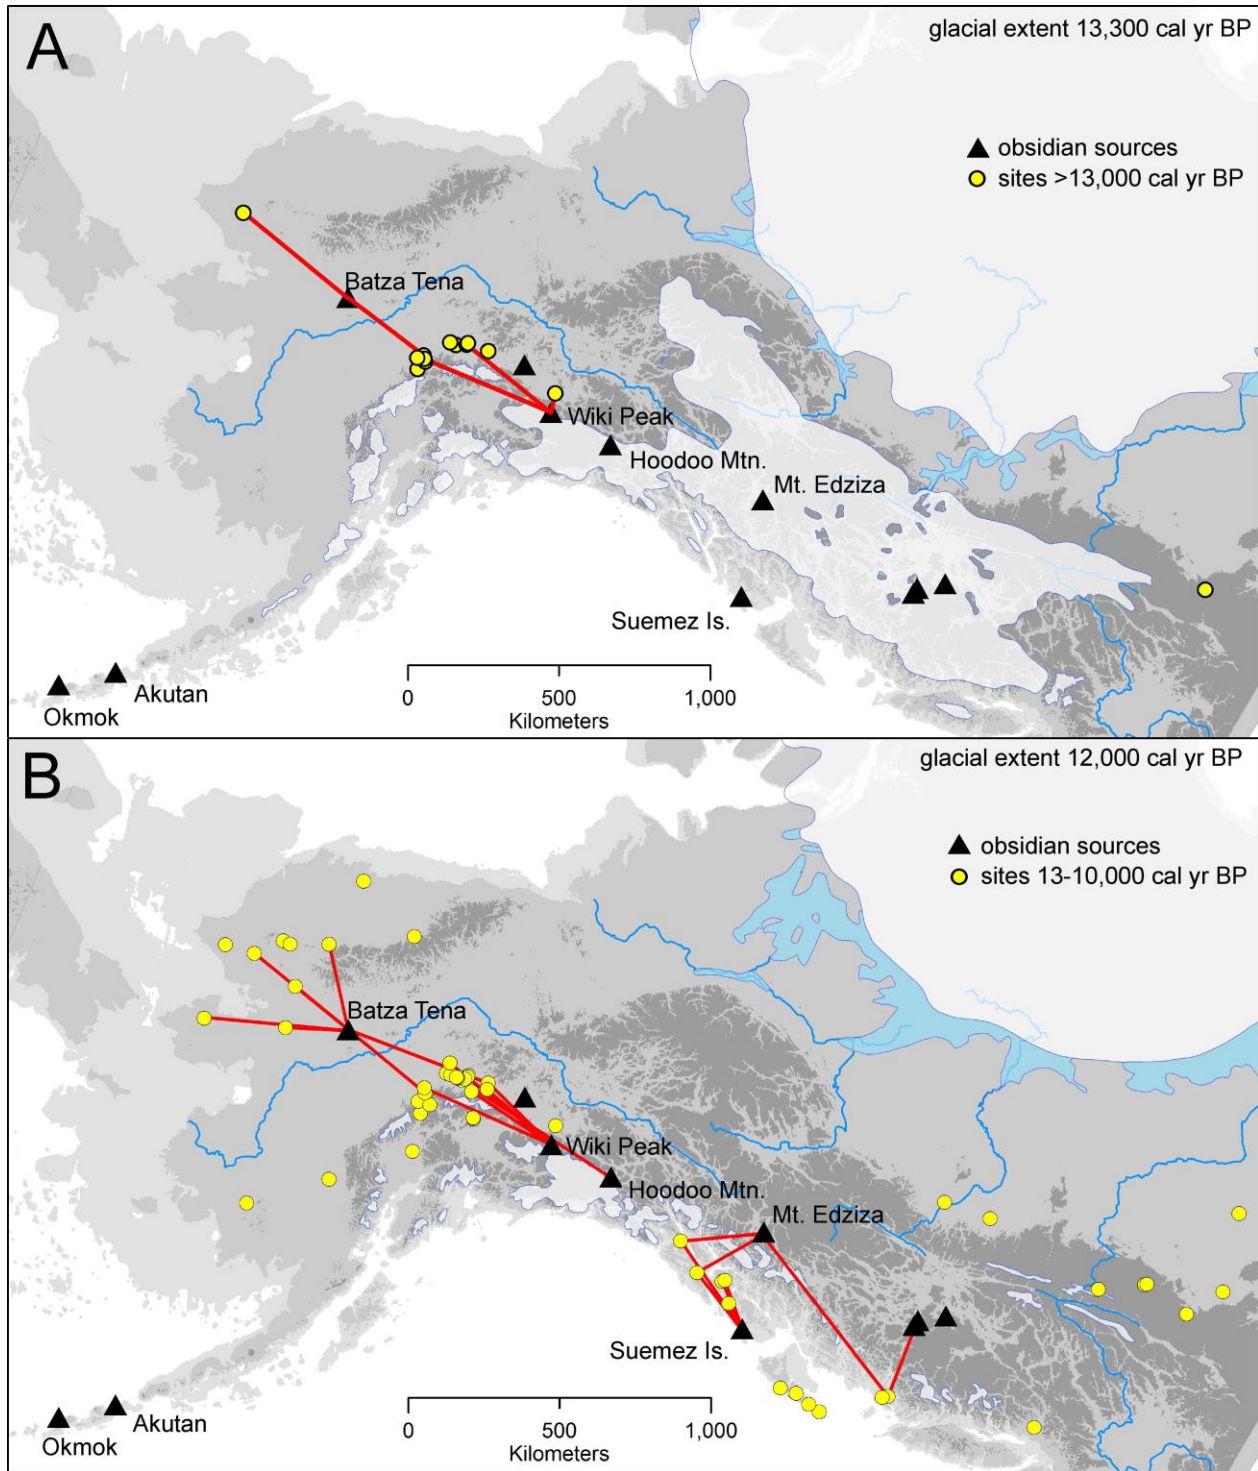 A
glacial extent 13,300 cal yr BP
obsidian sources
sites >13,000 cal yr BP
Batza Tena
Wiki Peak
Hoodoo Mtn.
Mt. Edziza
Suemez Is.
Akutan
Okmok
0 500 1,000
Kilometers
B
glacial extent 12,000 cal yr BP
obsidian sources
sites 13-10,000 cal yr BP
Batza Tena
Wiki Peak
Hoodoo Mtn.
Mt. Edziza
Suemez Is.
Akutan
Okmok
0 500 1,000
Kilometers